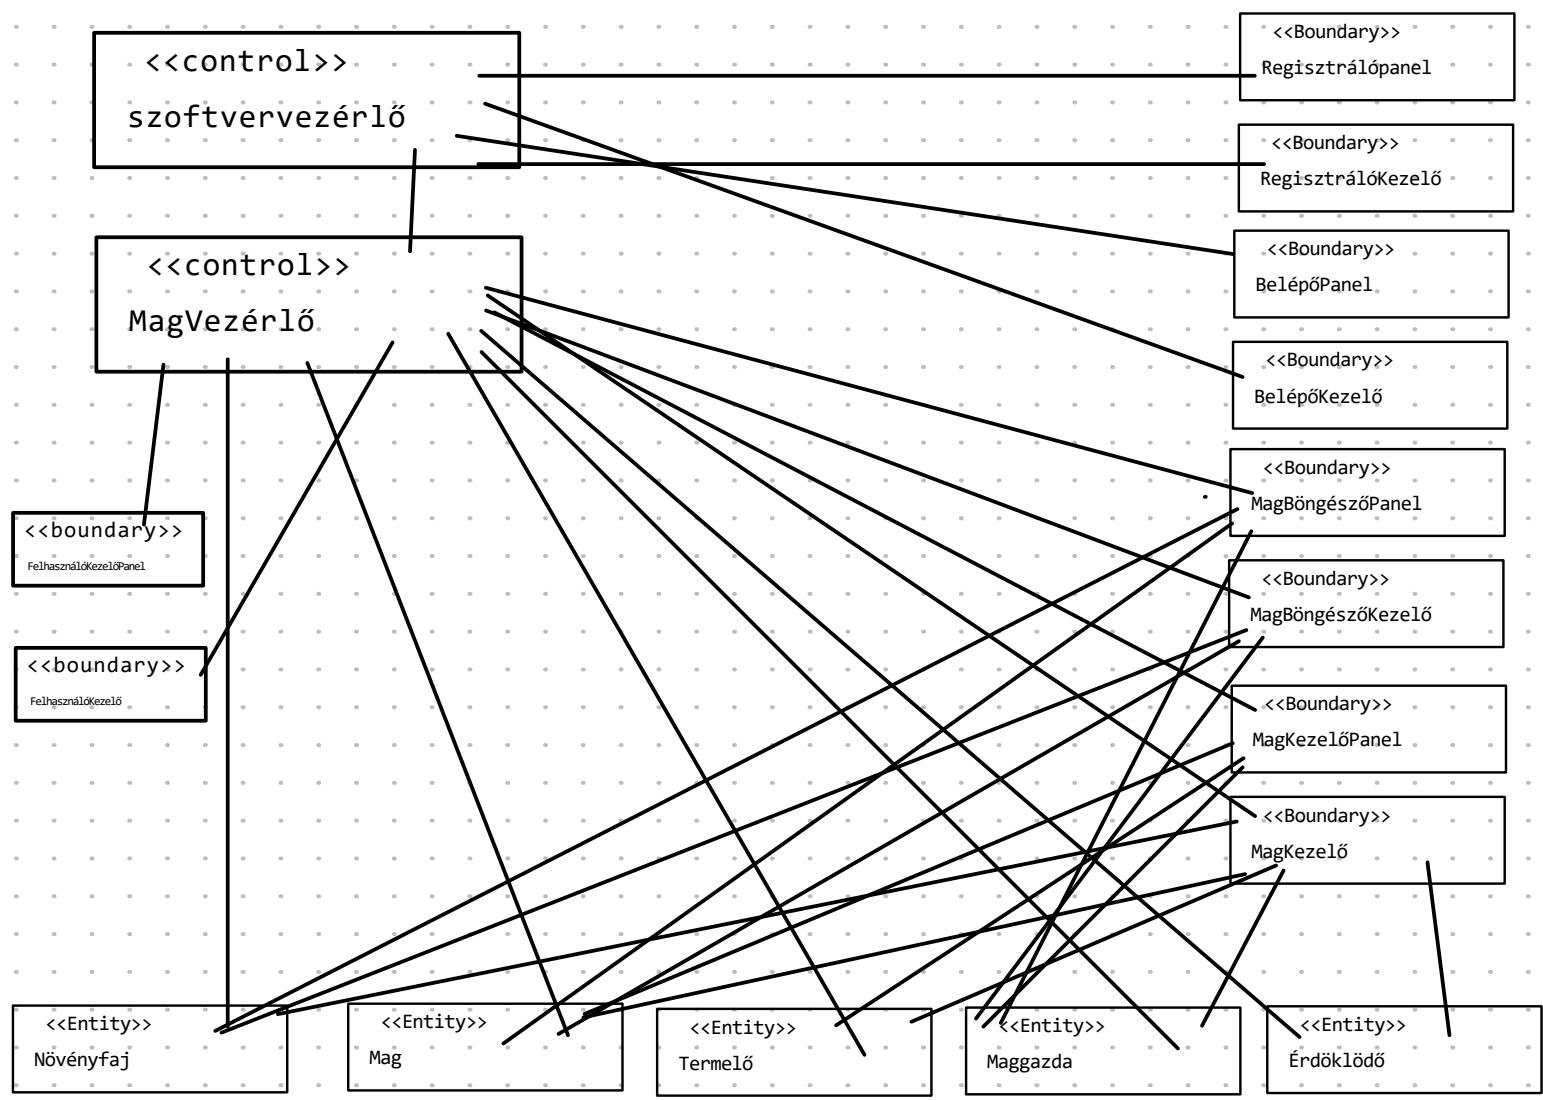 <<control>>
szoftvervezérlő
<<Boundary>>
Regisztrálópanel
<<Boundary>>
RegisztrálóKezelő
<<control>>
MagVezérlő
<<Boundary>>
BelépőPanel
<<Boundary>>
BelépőKezelő
<<Boundary>>
MagBöngészőPanel
<<boundary>>
FelhasználóKezelőPanel
<<Boundary>>
MagBöngészőKezelő
<<boundary>>
FelhasználóKezelő
<<Boundary>>
MagKezelőPanel
<<Boundary>>
MagKezelő
<<Entity>>
Növényfaj
<<Entity>>
Mag
<<Entity>>
Termelő
<<Entity>>
Maggazda
<<Entity>>
Érdöklödő